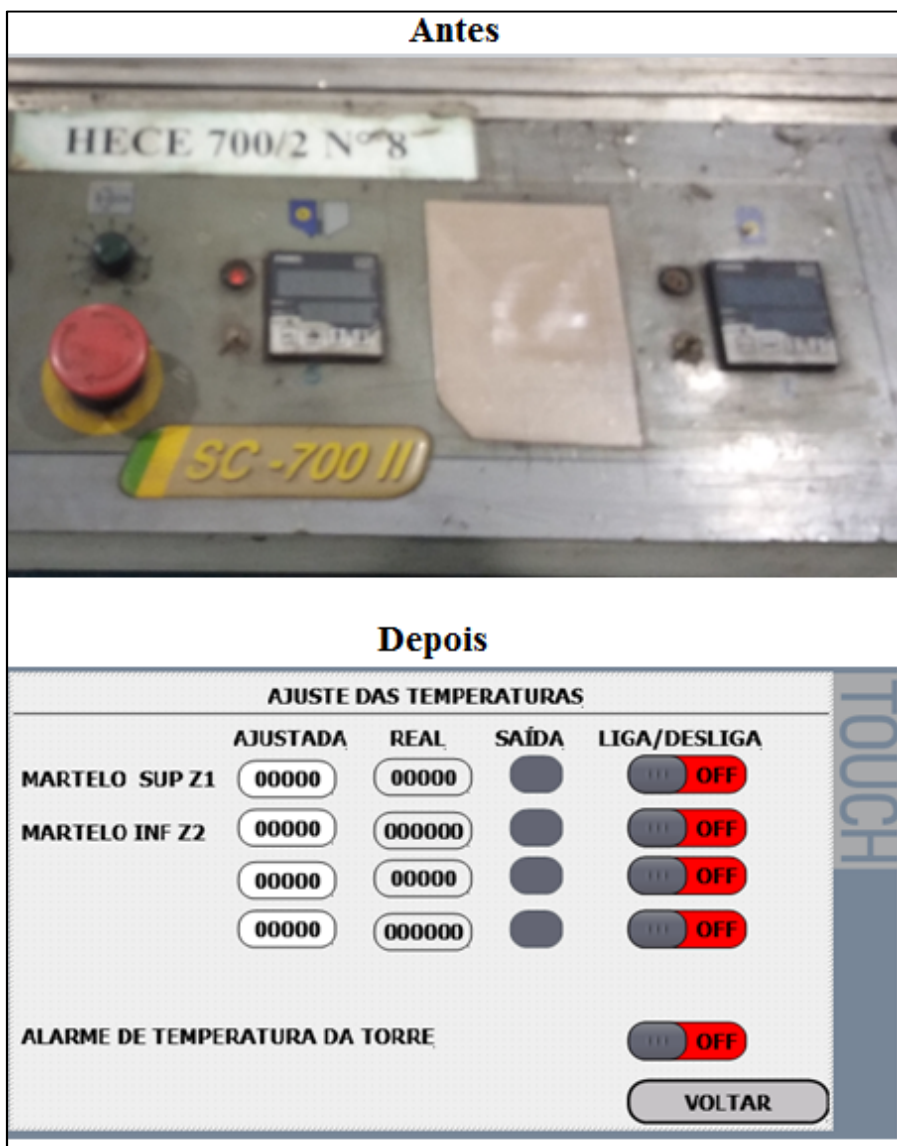 Antes
HECE 700/2 Nº 8
SC -700 II
Depois
AJUSTE DAS TEMPERATURAS
AJUSTADA REAL SAÍDA LIGA/DESLIGA
MARTELO SUP Z1 00000 00000 OFF
MARTELO INF Z2 00000 000000 OFF
00000 00000 OFF
00000 000000 OFF
ALARME DE TEMPERATURA DA TORRE OFF
VOLTAR
TOUCH